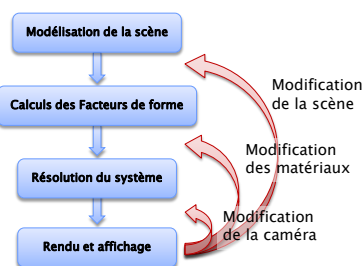 Modélisation de la scène
Modification
de la scène
Calculs des Facteurs de forme
Modification
des matériaux
Résolution du système
Modification
de la caméra
Rendu et affichage